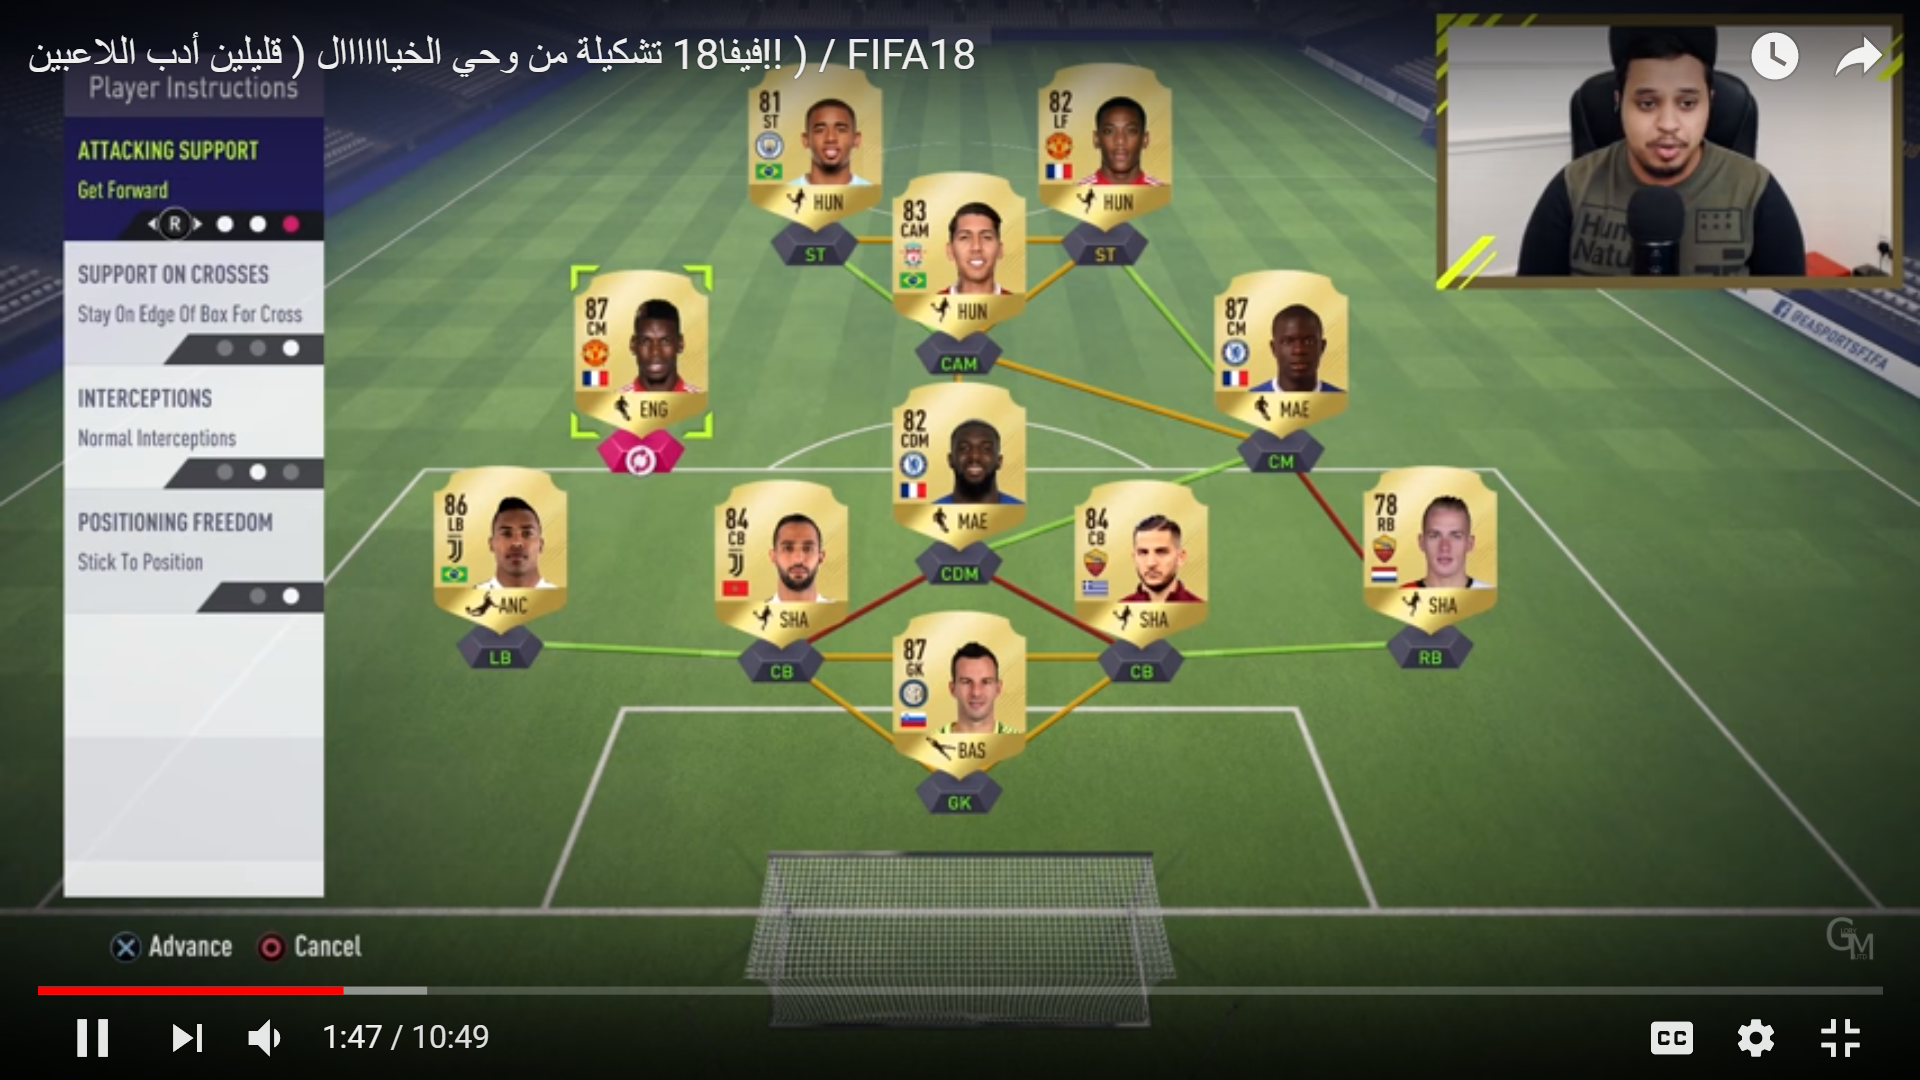 فيفا18 تشكيلة من وحي الخياااااال ( قليلين أدب اللاعبين!! ) / FIFA18
Player Instructions
ATTACKING SUPPORT
Get Forward
R
SUPPORT ON CROSSES
Stay On Edge Of Box For Cross
INTERCEPTIONS
Normal Interceptions
POSITIONING FREEDOM
Stick To Position
81
ST
HUN
ST
82
LF
HUN
ST
83
CAM
HUN
CAM
87
CM
ENG
87
CM
MAE
CM
82
CDM
MAE
CDM
86
LB
ANC
LB
84
CB
SHA
CB
84
CB
SHA
CB
78
RB
SHA
RB
87
GK
BAS
GK
@EASPORTSFIFA
Advance
Cancel
GM
1:47 / 10:49
CC